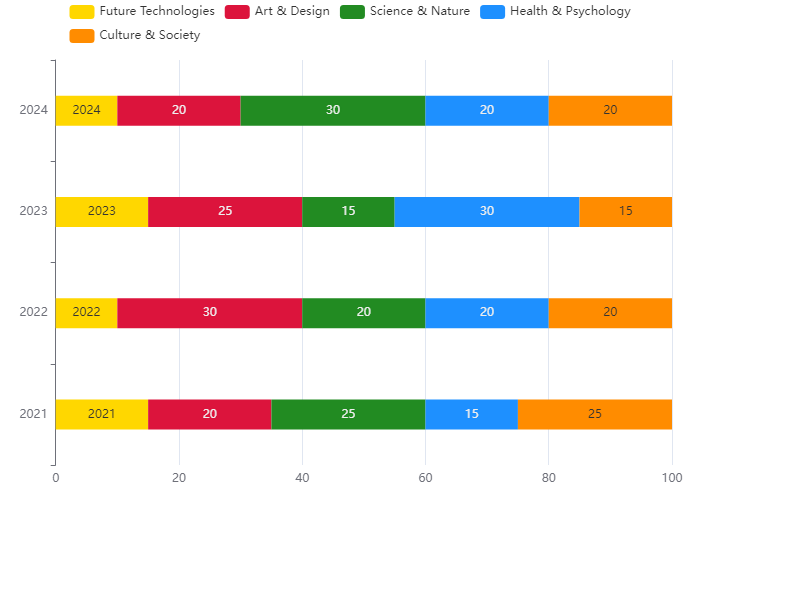 Future Technologies Art & Design Science & Nature Health & Psychology
Culture & Society
2024 2024 20 30 20 20
2023 2023 25 15 30 15
2022 2022 30 20 20 20
2021 2021 20 25 15 25
0 20 40 60 80 100